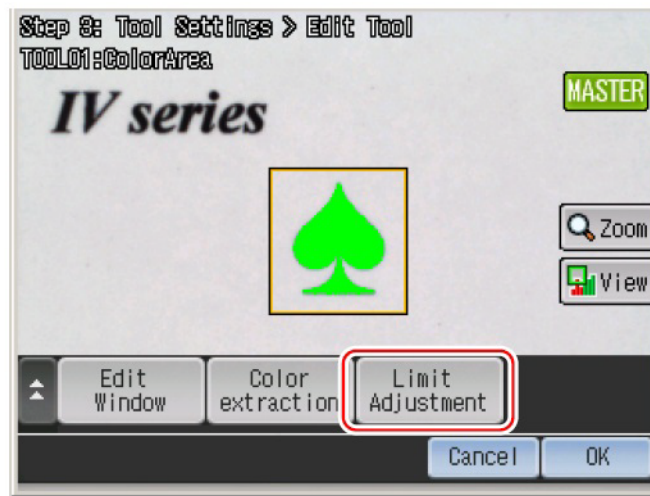 Step 3: Tool Settings > Edit Tool
TOOL01:ColorArea
IV series
MASTER
Zoom
View
Edit
Window
Color
extraction
Limit
Adjustment
Cancel
OK